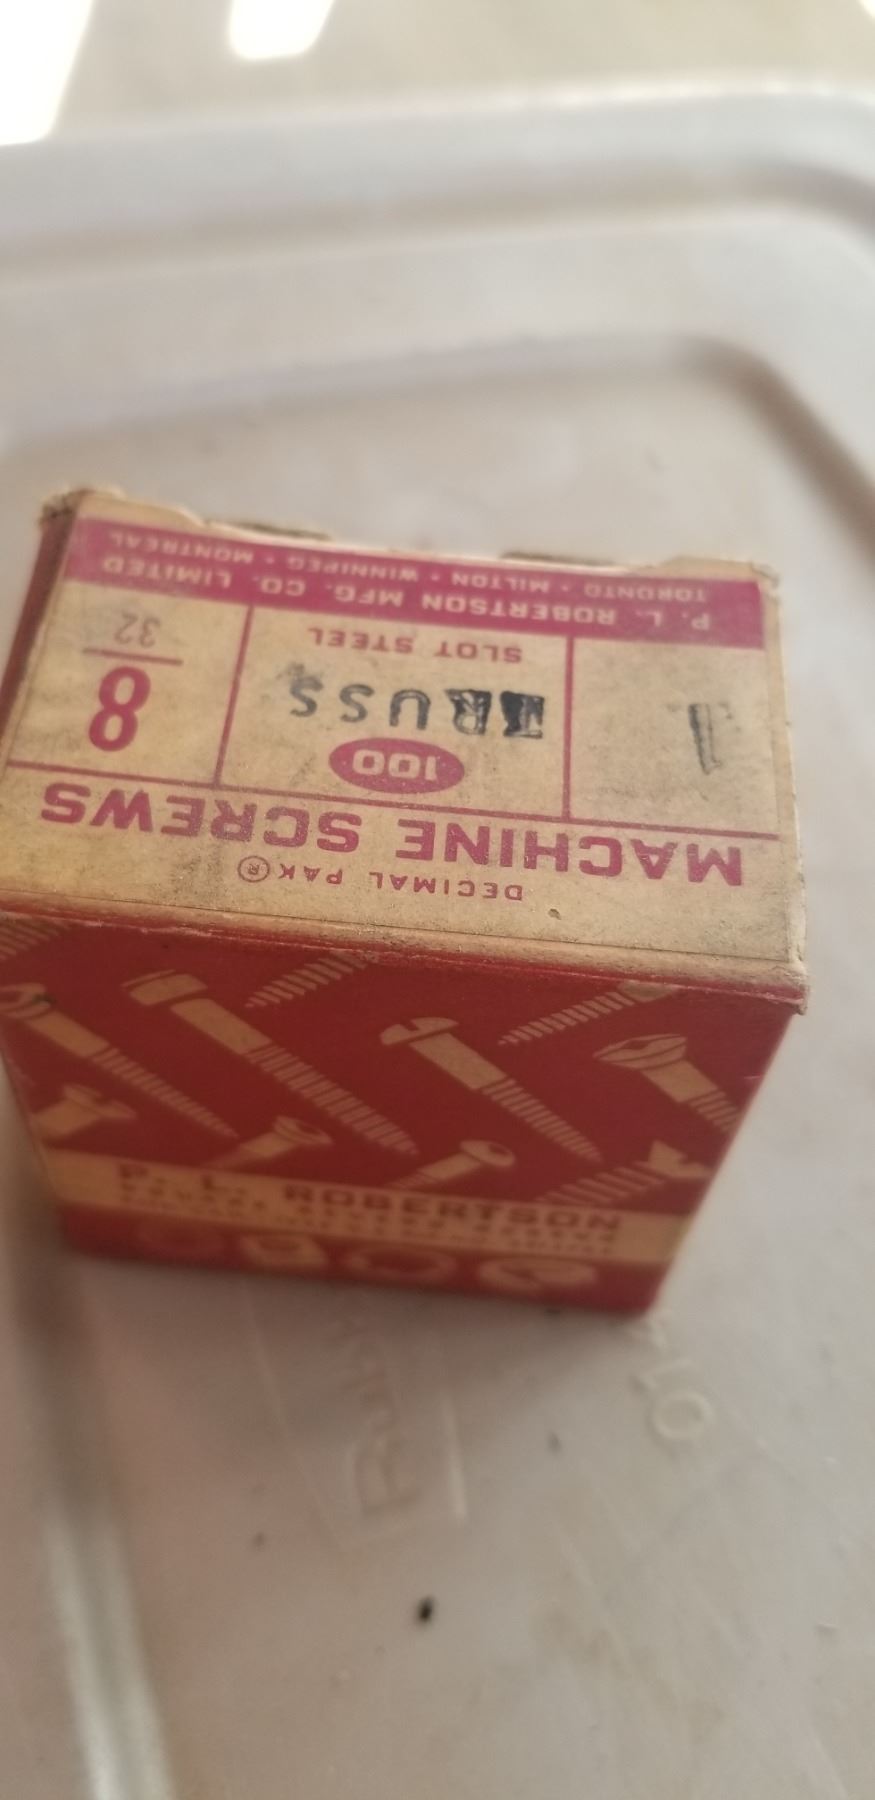 DECIMAL PAK®
MACHINE SCREWS
1
100
TRUSS
SLOT STEEL
8
32
P. L. ROBERTSON MFG. CO. LIMITED
TORONTO • MILTON • WINNIPEG • MONTREAL
P. L. ROBERTSON